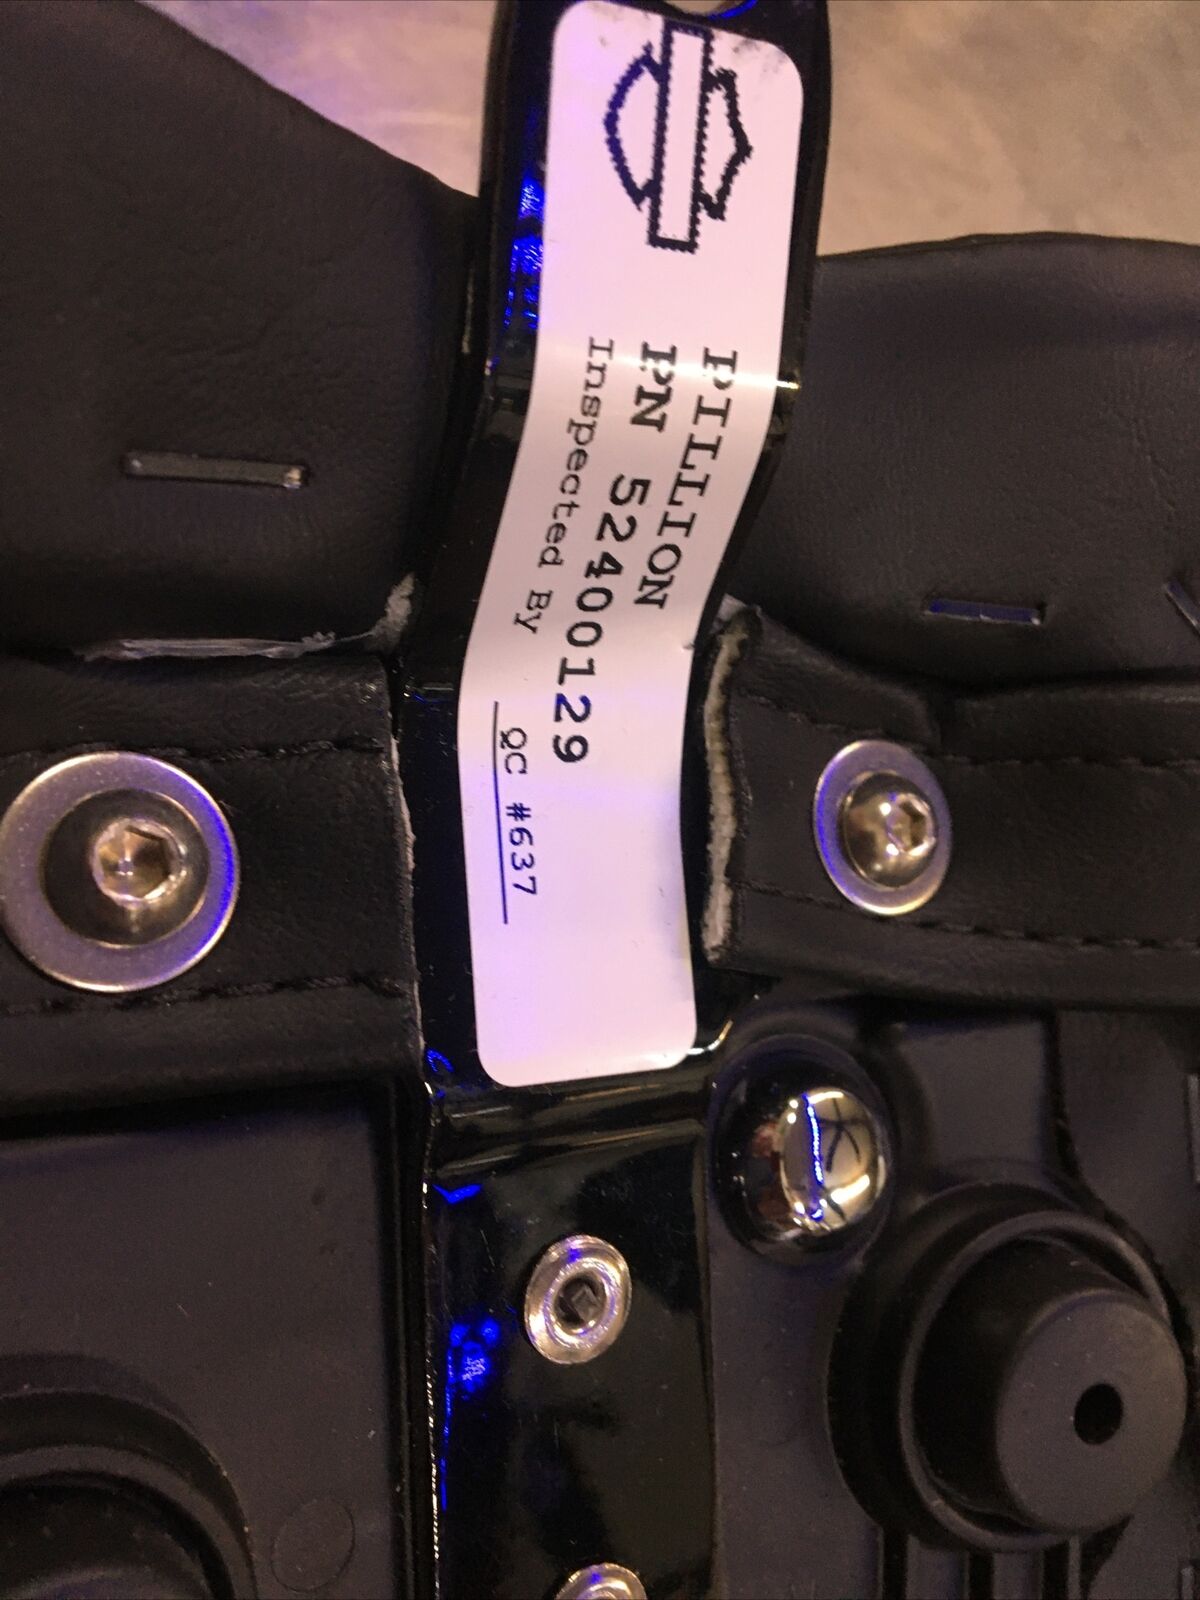 PILLION
PN 52400129
Inspected By
QC #637